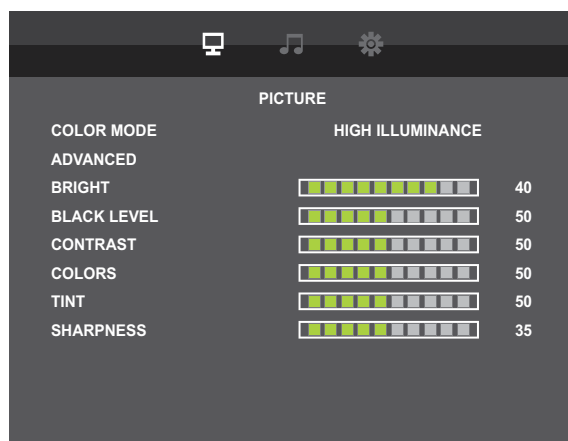 PICTURE
COLOR MODE HIGH ILLUMINANCE
ADVANCED
BRIGHT 40
BLACK LEVEL 50
CONTRAST 50
COLORS 50
TINT 50
SHARPNESS 35